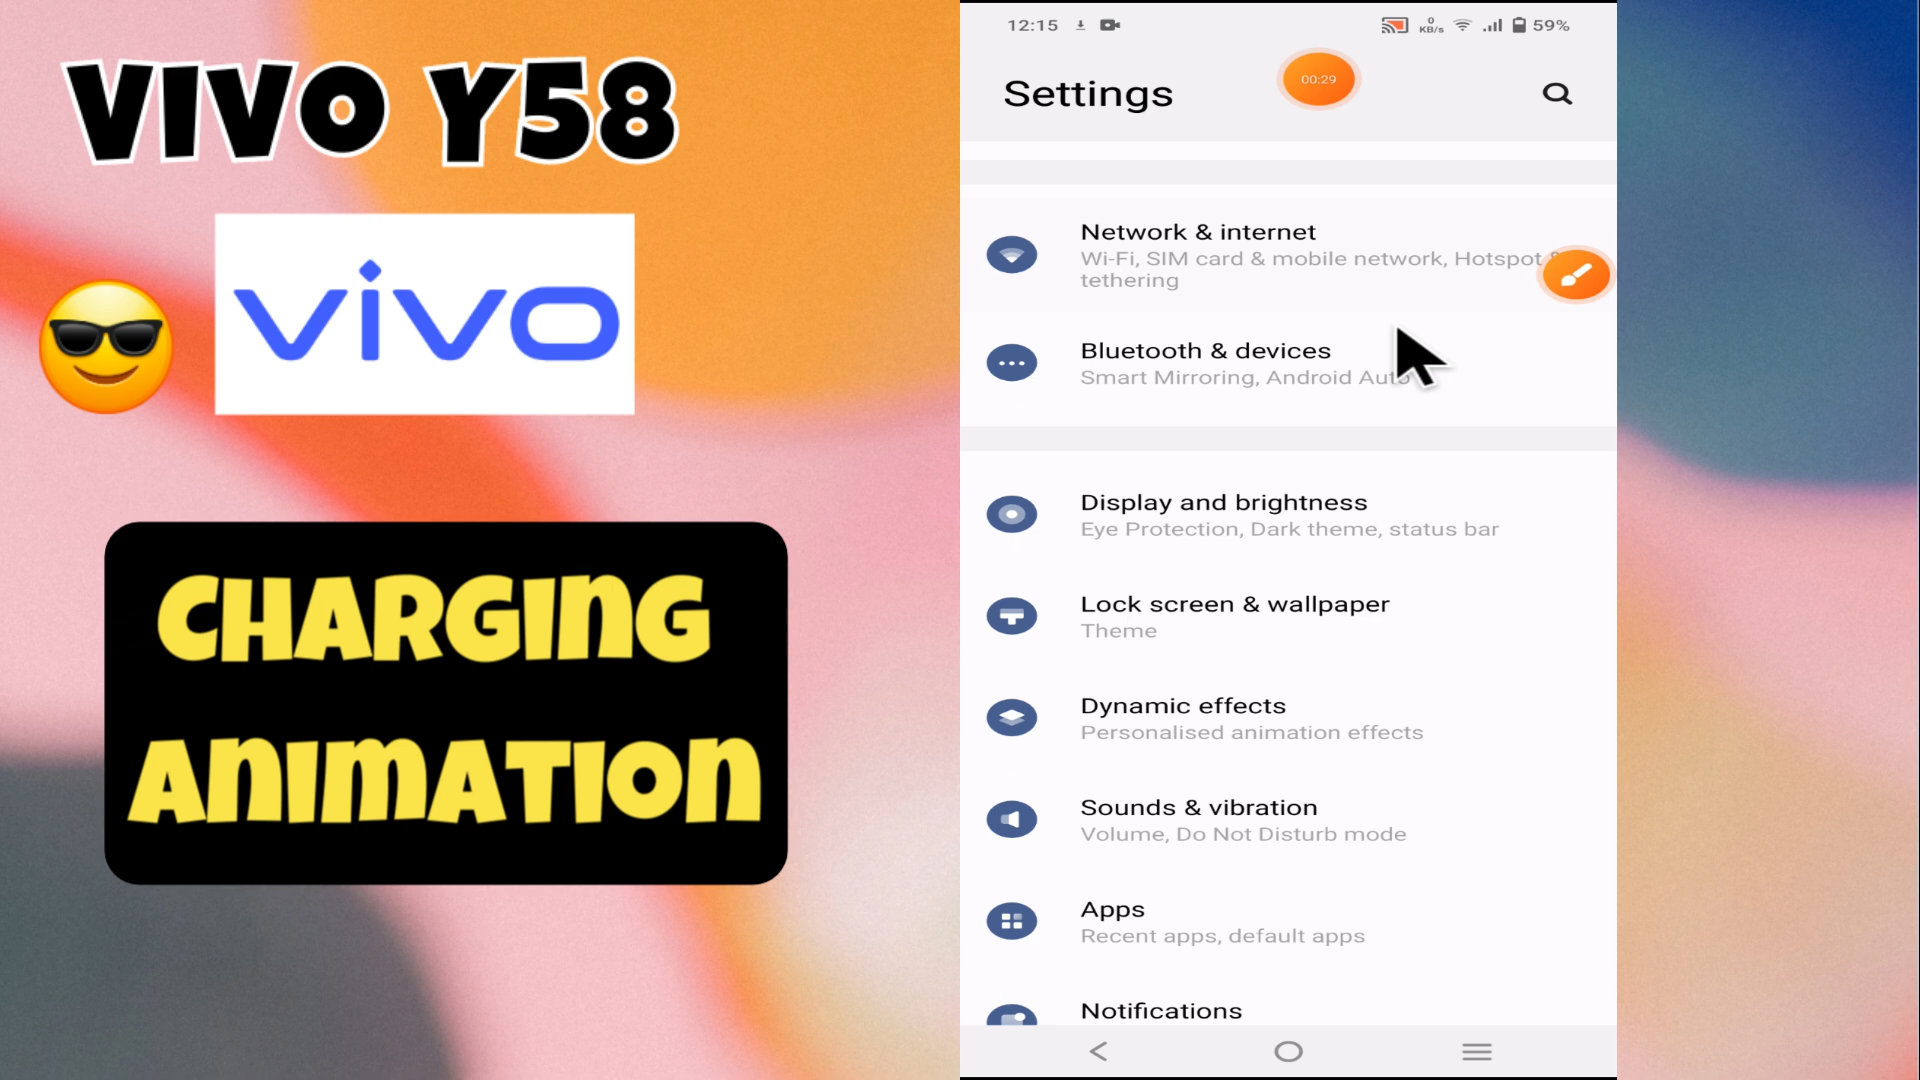 VIVO Y58
vivo
CHARGING
ANIMATION
12:15
0
KB/s
59%
Settings
00:29
Network & internet
Wi-Fi, SIM card & mobile network, Hotspot
tethering
Bluetooth & devices
Smart Mirroring, Android Auto
Display and brightness
Eye Protection, Dark theme, status bar
Lock screen & wallpaper
Theme
Dynamic effects
Personalised animation effects
Sounds & vibration
Volume, Do Not Disturb mode
Apps
Recent apps, default apps
Notifications